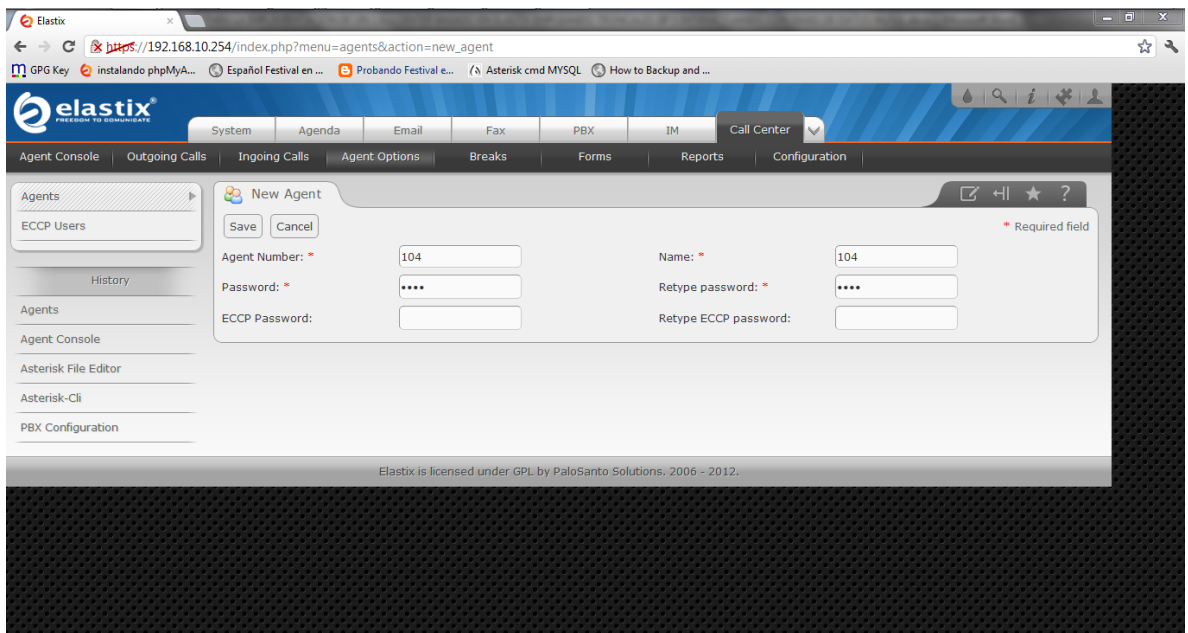 Elastix
https://192.168.10.254/index.php?menu=agents&action=new_agent
GPG Key instalando phpMyA... Español Festival en ... Probando Festival e... Asterisk cmd MYSQL How to Backup and ...
elastix®
FREEDOM TO COMUNICATE
System Agenda Email Fax PBX IM Call Center
Agent Console Outgoing Calls Ingoing Calls Agent Options Breaks Forms Reports Configuration
Agents
ECCP Users
History
Agents
Agent Console
Asterisk File Editor
Asterisk-Cli
PBX Configuration
New Agent
Save Cancel * Required field
Agent Number: * 104 Name: * 104
Password: * •••• Retype password: * ••••
ECCP Password: Retype ECCP password:
Elastix is licensed under GPL by PaloSanto Solutions. 2006 - 2012.